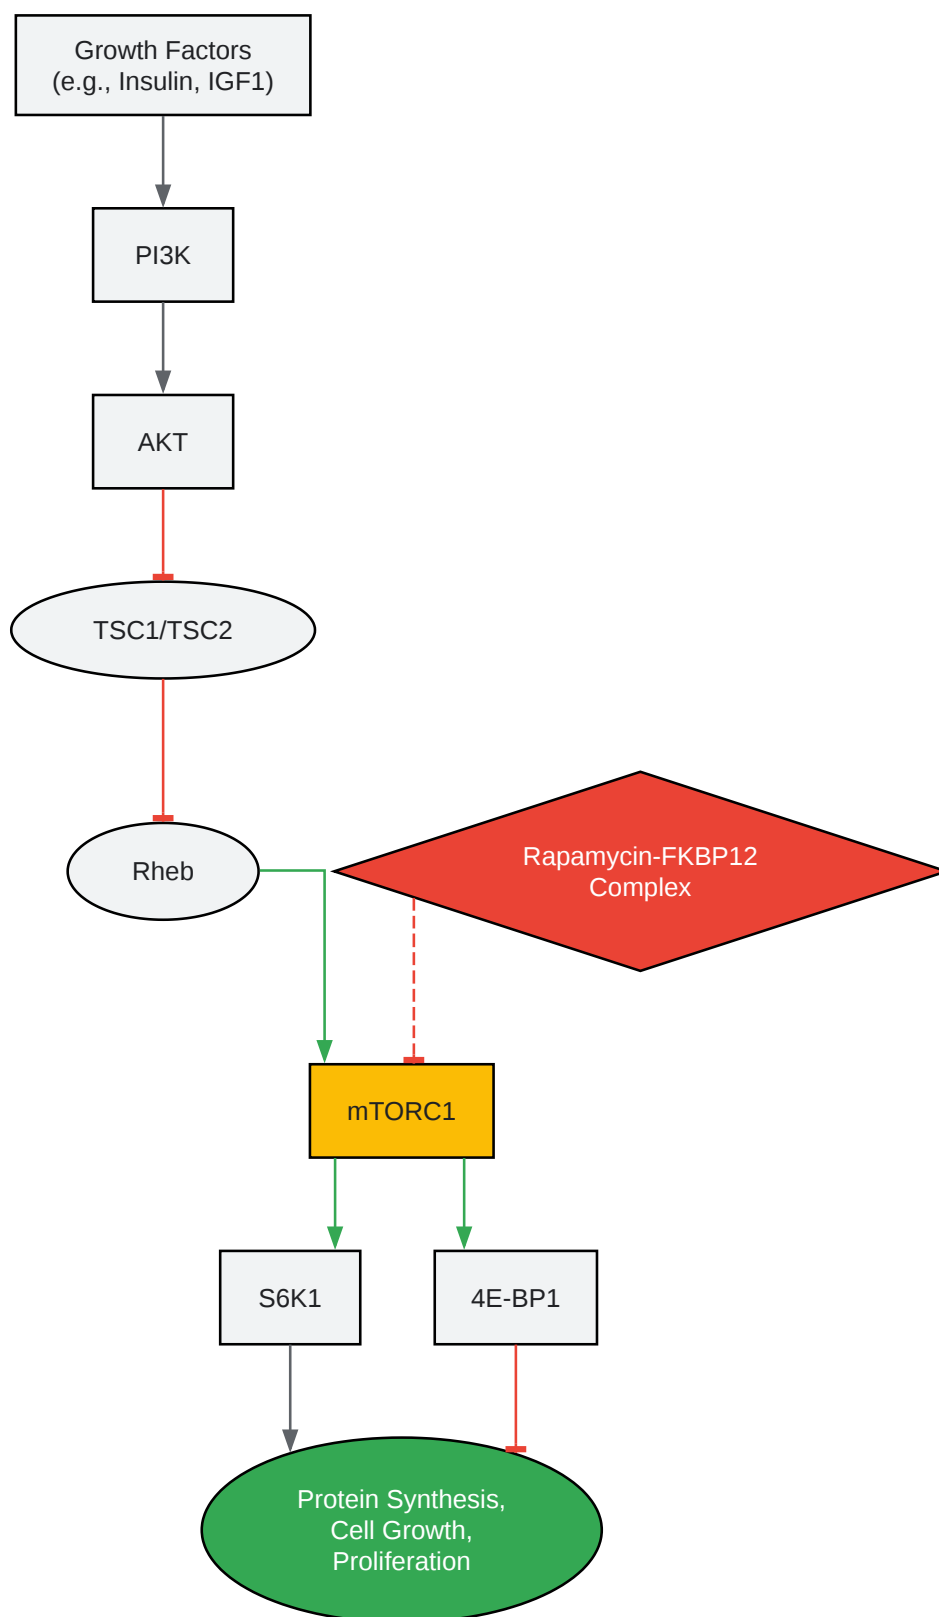 Growth Factors
(e.g., Insulin, IGF1)
PI3K
AKT
TSC1/TSC2
Rheb
Rapamycin-FKBP12
Complex
mTORC1
S6K1
4E-BP1
Protein Synthesis,
Cell Growth,
Proliferation